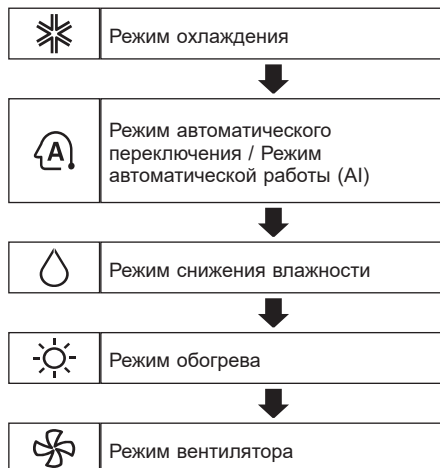 Режим охлаждения
A
Режим автоматического
переключения / Режим
автоматической работы (AI)
Режим снижения влажности
Режим обогрева
Режим вентилятора